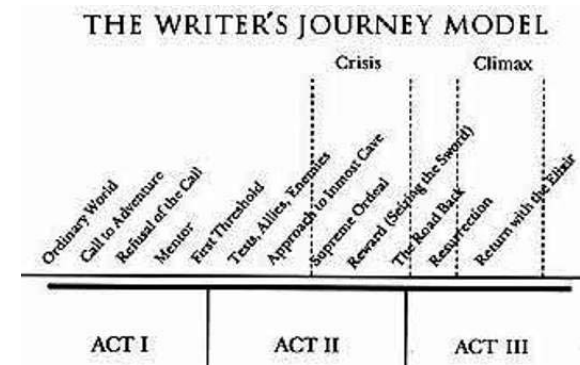 THE WRITER'S JOURNEY MODEL
Crisis
Climax
Ordinary World
Call to Adventure
Refusal of the Call
Mentor
First Threshold
Tests, Allies, Enemies
Approach to Inmost Cave
Supreme Ordeal
Reward (Seizing the Sword)
The Road Back
Resurrection
Return with the Elixir
ACT I
ACT II
ACT III